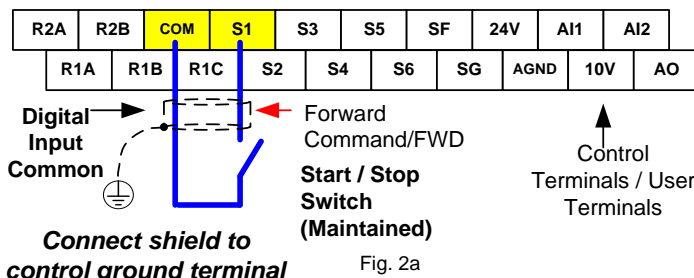 R2A R2B COM S1 S3 S5 SF 24V AI1 AI2
R1A R1B R1C S2 S4 S6 SG AGND 10V AO
Digital
Input
Common
Forward
Command/FWD
Start / Stop
Switch
(Maintained)
Control
Terminals / User
Terminals
Connect shield to
control ground terminal
Fig. 2a